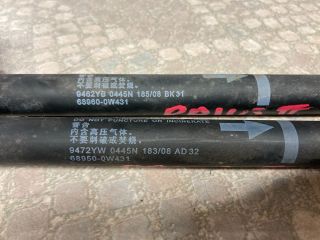 内含高压气体。
不要刺破或焚烧。
9462YB 0445N 185/08 BK31
68960-0W431
DO NOT PUNCTURE OR INCINERATE
警告
内含高压气体。
不要刺破或焚烧。
9472YW 0445N 183/08 AD32
68950-0W431